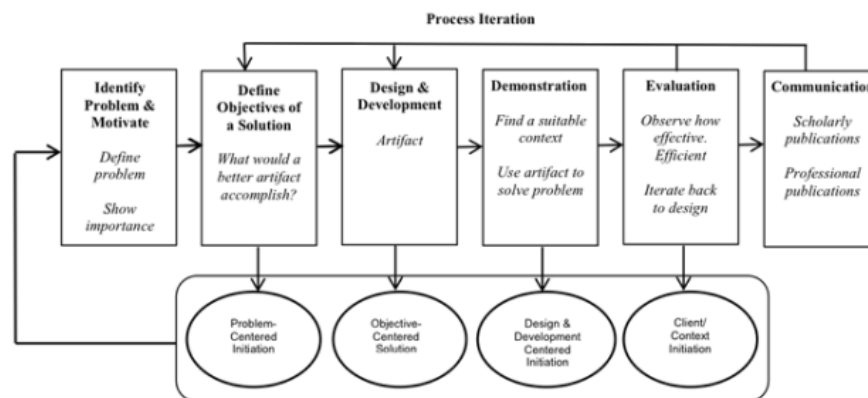 Process Iteration
Identify
Problem &
Motivate
Define
problem
Show
importance
Define
Objectives of
a Solution
What would a
better artifact
accomplish?
Design &
Development
Artifact
Demonstration
Find a suitable
context
Use artifact to
solve problem
Evaluation
Observe how
effective.
Efficient
Iterate back
to design
Communication
Scholarly
publications
Professional
publications
Problem-
Centered
Initiation
Objective-
Centered
Solution
Design &
Development
Centered
Initiation
Client/
Context
Initiation